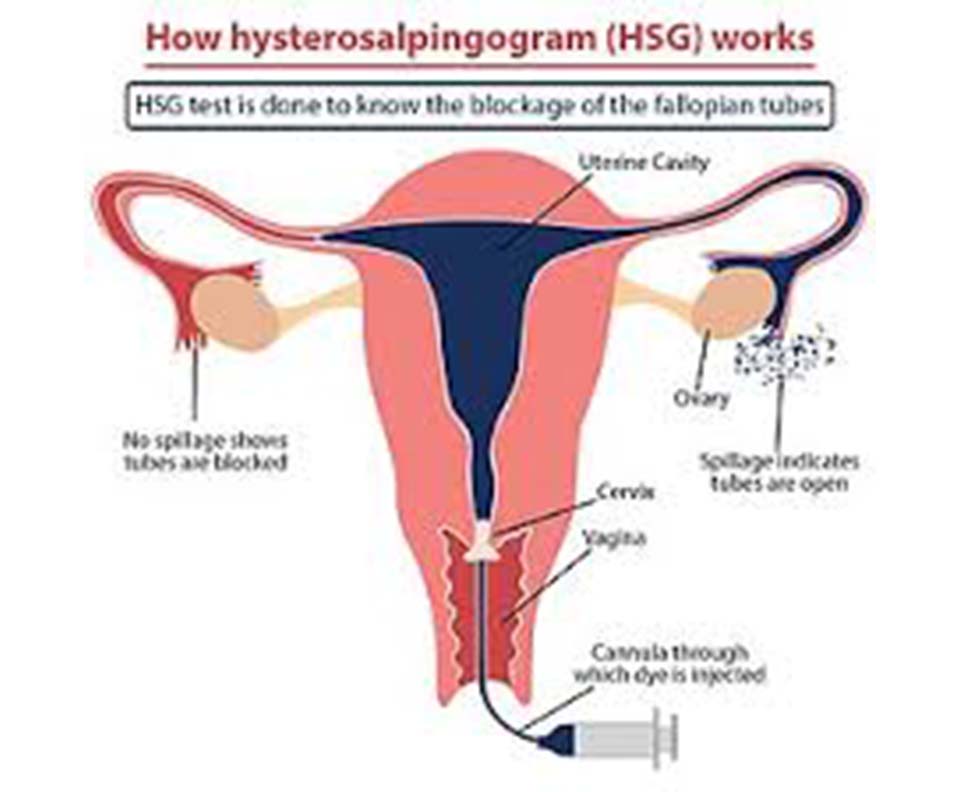 How hysterosalpingogram (HSG) works
HSG test is done to know the blockage of the fallopian tubes
Uterine Cavity
Ovary
No spillage shows
tubes are blocked
Spillage indicates
tubes are open
Cervix
Vagina
Cannula through
which dye is injected